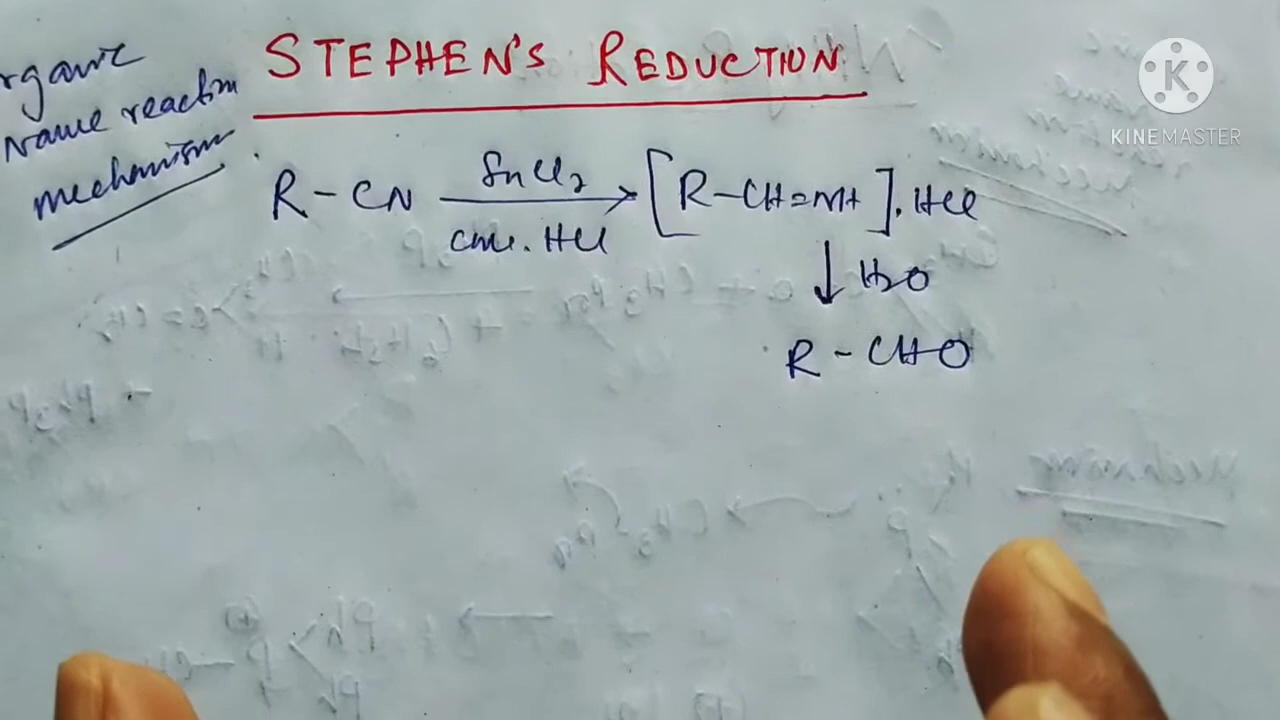 STEPHEN'S REDUCTION
rganic
Name reaction
mechanism
R-CN SnCl2 conc. HCl [R-CH=NH].HCl
H2O
R-CHO
KINEMASTER